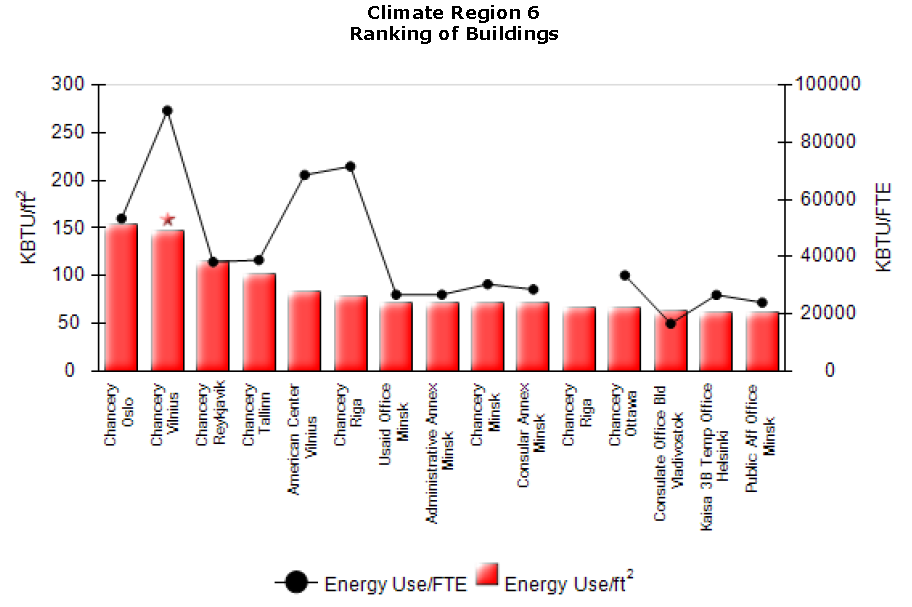 Climate Region 6
Ranking of Buildings
300
250
200
150
100
50
0
KBTU/ft2
100000
80000
60000
40000
20000
0
KBTU/FTE
Chancery
Oslo
Chancery
Vilnius
Chancery
Reykjavik
Chancery
Tallinn
American Center
Vilnius
Chancery
Riga
Usaid Office
Minsk
Administrative Annex
Minsk
Chancery
Minsk
Consular Annex
Minsk
Chancery
Riga
Chancery
Ottawa
Consulate Office Bld
Vladivostok
Kaisa 3B Temp Office
Helsinki
Public Aff Office
Minsk
Energy Use/FTE
Energy Use/ft2